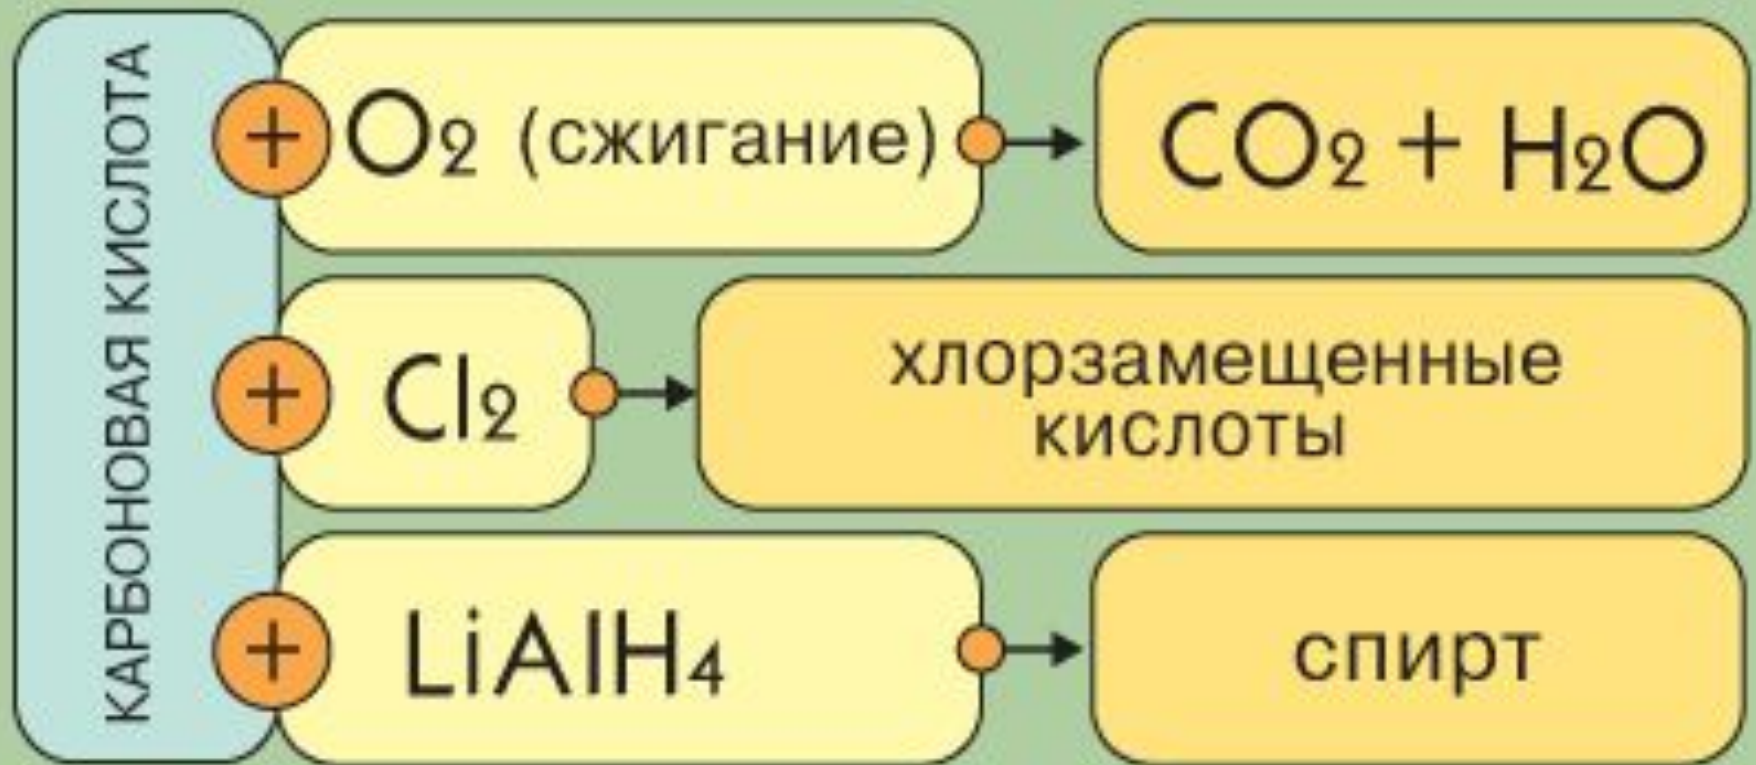 КАРБОНОВАЯ КИСЛОТА
+ O2 (сжигание) → CO2 + H2O
+ Cl2 → хлорзамещенные
кислоты
+ LiAlH4 → спирт